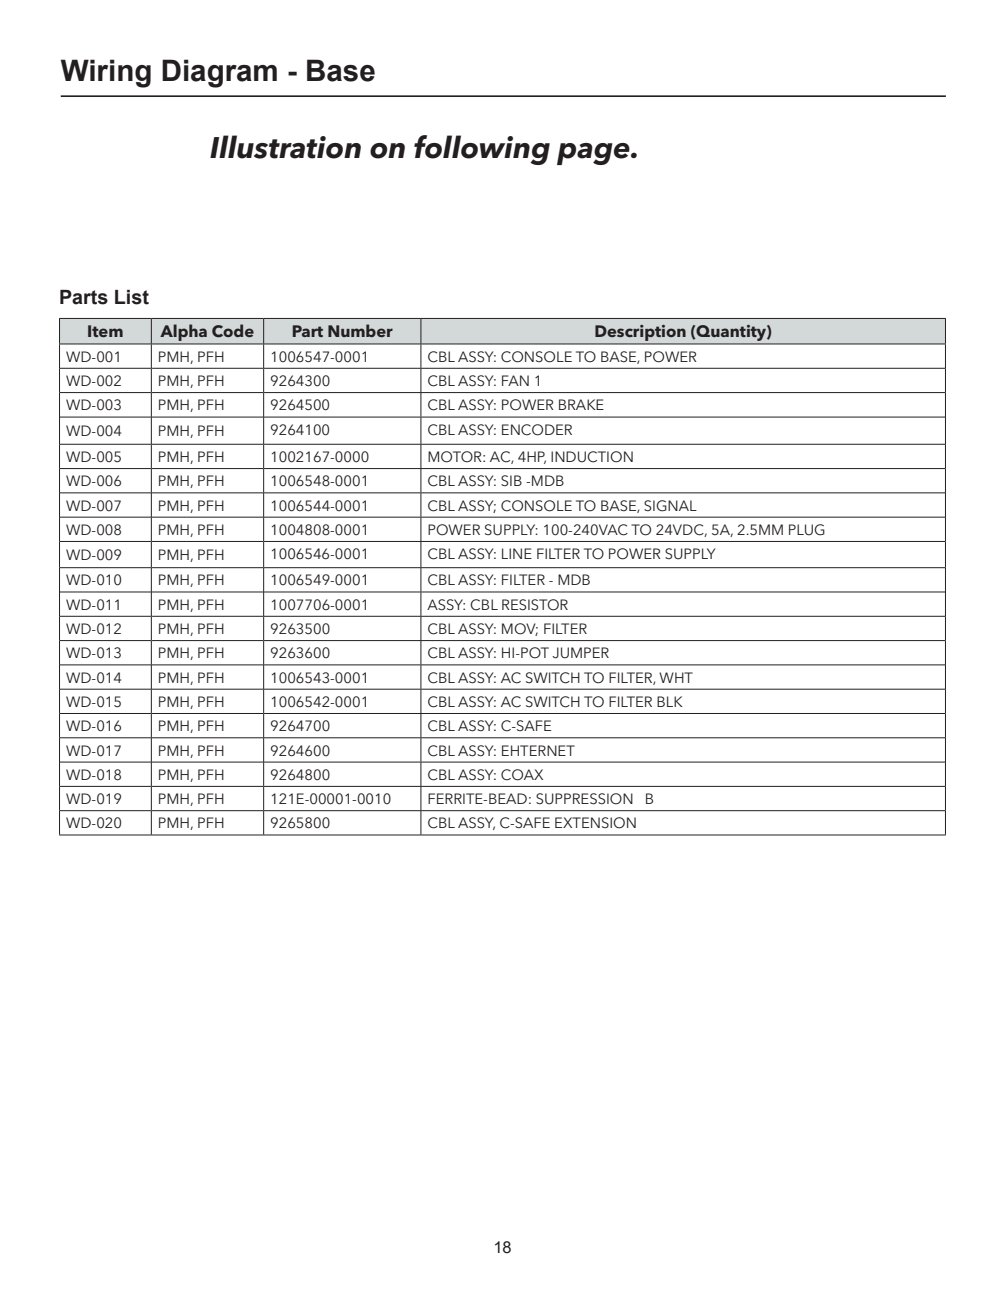 Wiring Diagram - Base
Illustration on following page.
Parts List
Item Alpha Code Part Number Description (Quantity)
WD-001 PMH, PFH 1006547-0001 CBL ASSY: CONSOLE TO BASE, POWER
WD-002 PMH, PFH 9264300 CBL ASSY: FAN 1
WD-003 PMH, PFH 9264500 CBL ASSY: POWER BRAKE
WD-004 PMH, PFH 9264100 CBL ASSY: ENCODER
WD-005 PMH, PFH 1002167-0000 MOTOR: AC, 4HP, INDUCTION
WD-006 PMH, PFH 1006548-0001 CBL ASSY: SIB -MDB
WD-007 PMH, PFH 1006544-0001 CBL ASSY; CONSOLE TO BASE, SIGNAL
WD-008 PMH, PFH 1004808-0001 POWER SUPPLY: 100-240VAC TO 24VDC, 5A, 2.5MM PLUG
WD-009 PMH, PFH 1006546-0001 CBL ASSY: LINE FILTER TO POWER SUPPLY
WD-010 PMH, PFH 1006549-0001 CBL ASSY: FILTER - MDB
WD-011 PMH, PFH 1007706-0001 ASSY: CBL RESISTOR
WD-012 PMH, PFH 9263500 CBL ASSY: MOV; FILTER
WD-013 PMH, PFH 9263600 CBL ASSY: HI-POT JUMPER
WD-014 PMH, PFH 1006543-0001 CBL ASSY: AC SWITCH TO FILTER, WHT
WD-015 PMH, PFH 1006542-0001 CBL ASSY: AC SWITCH TO FILTER BLK
WD-016 PMH, PFH 9264700 CBL ASSY: C-SAFE
WD-017 PMH, PFH 9264600 CBL ASSY: EHTERNET
WD-018 PMH, PFH 9264800 CBL ASSY: COAX
WD-019 PMH, PFH 121E-00001-0010 FERRITE-BEAD: SUPPRESSION B
WD-020 PMH, PFH 9265800 CBL ASSY, C-SAFE EXTENSION
18